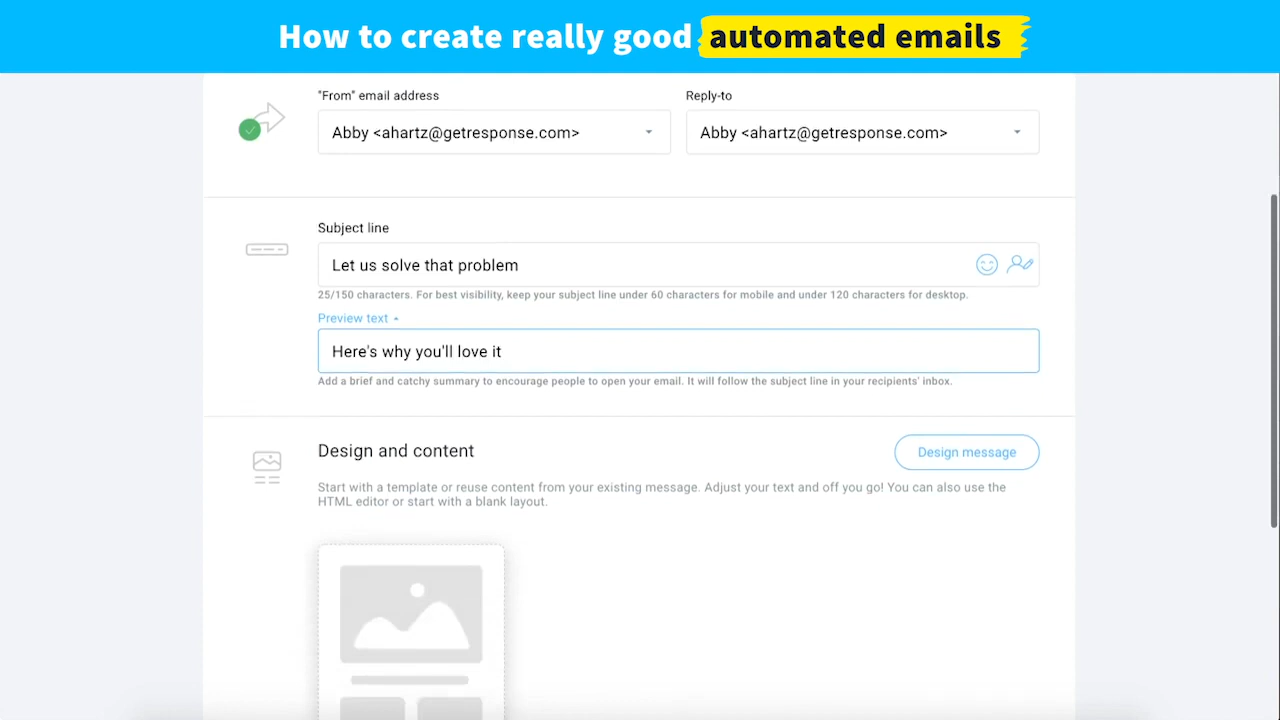 How to create really good automated emails
"From" email address
Reply-to
Abby <ahartz@getresponse.com>
Abby <ahartz@getresponse.com>
Subject line
Let us solve that problem
25/150 characters. For best visibility, keep your subject line under 60 characters for mobile and under 120 characters for desktop.
Preview text
Here's why you'll love it
Add a brief and catchy summary to encourage people to open your email. It will follow the subject line in your recipients' inbox.
Design and content
Design message
Start with a template or reuse content from your existing message. Adjust your text and off you go! You can also use the
HTML editor or start with a blank layout.